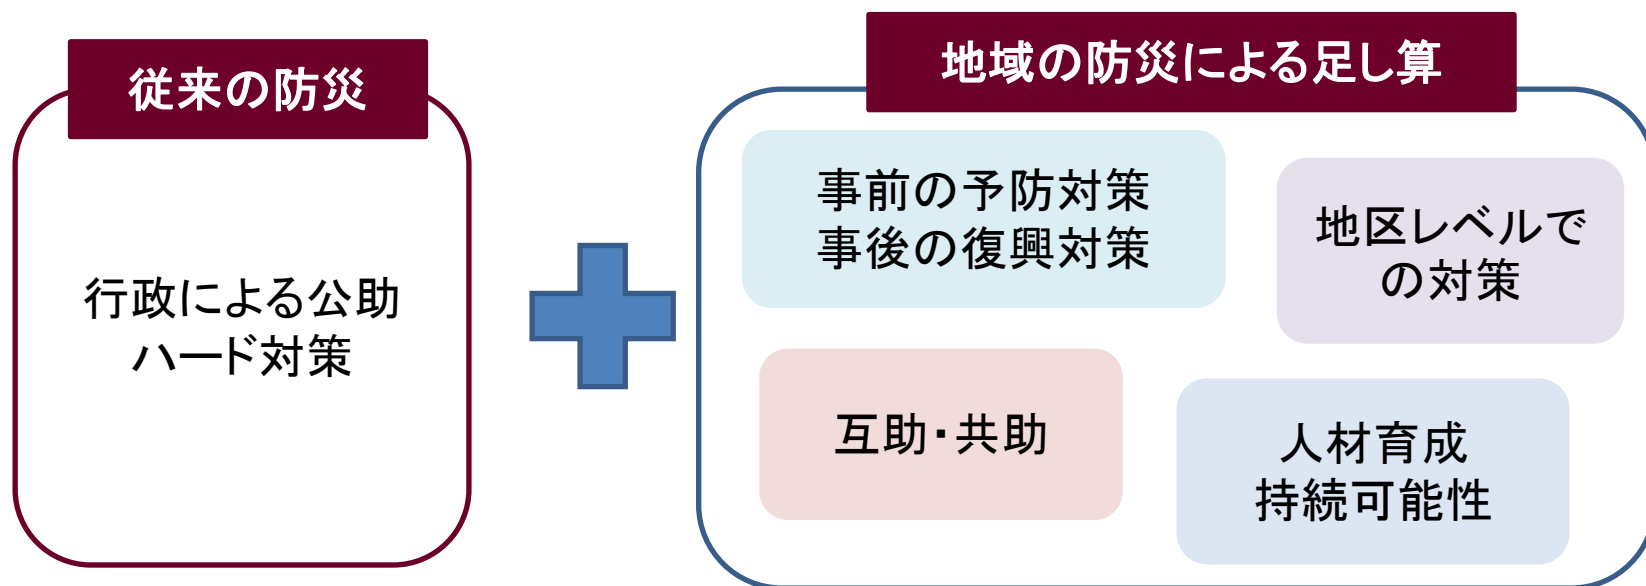 従来の防災
行政による公助
ハード対策
地域の防災による足し算
事前の予防対策
事後の復興対策
地区レベルで
の対策
互助・共助
人材育成
持続可能性